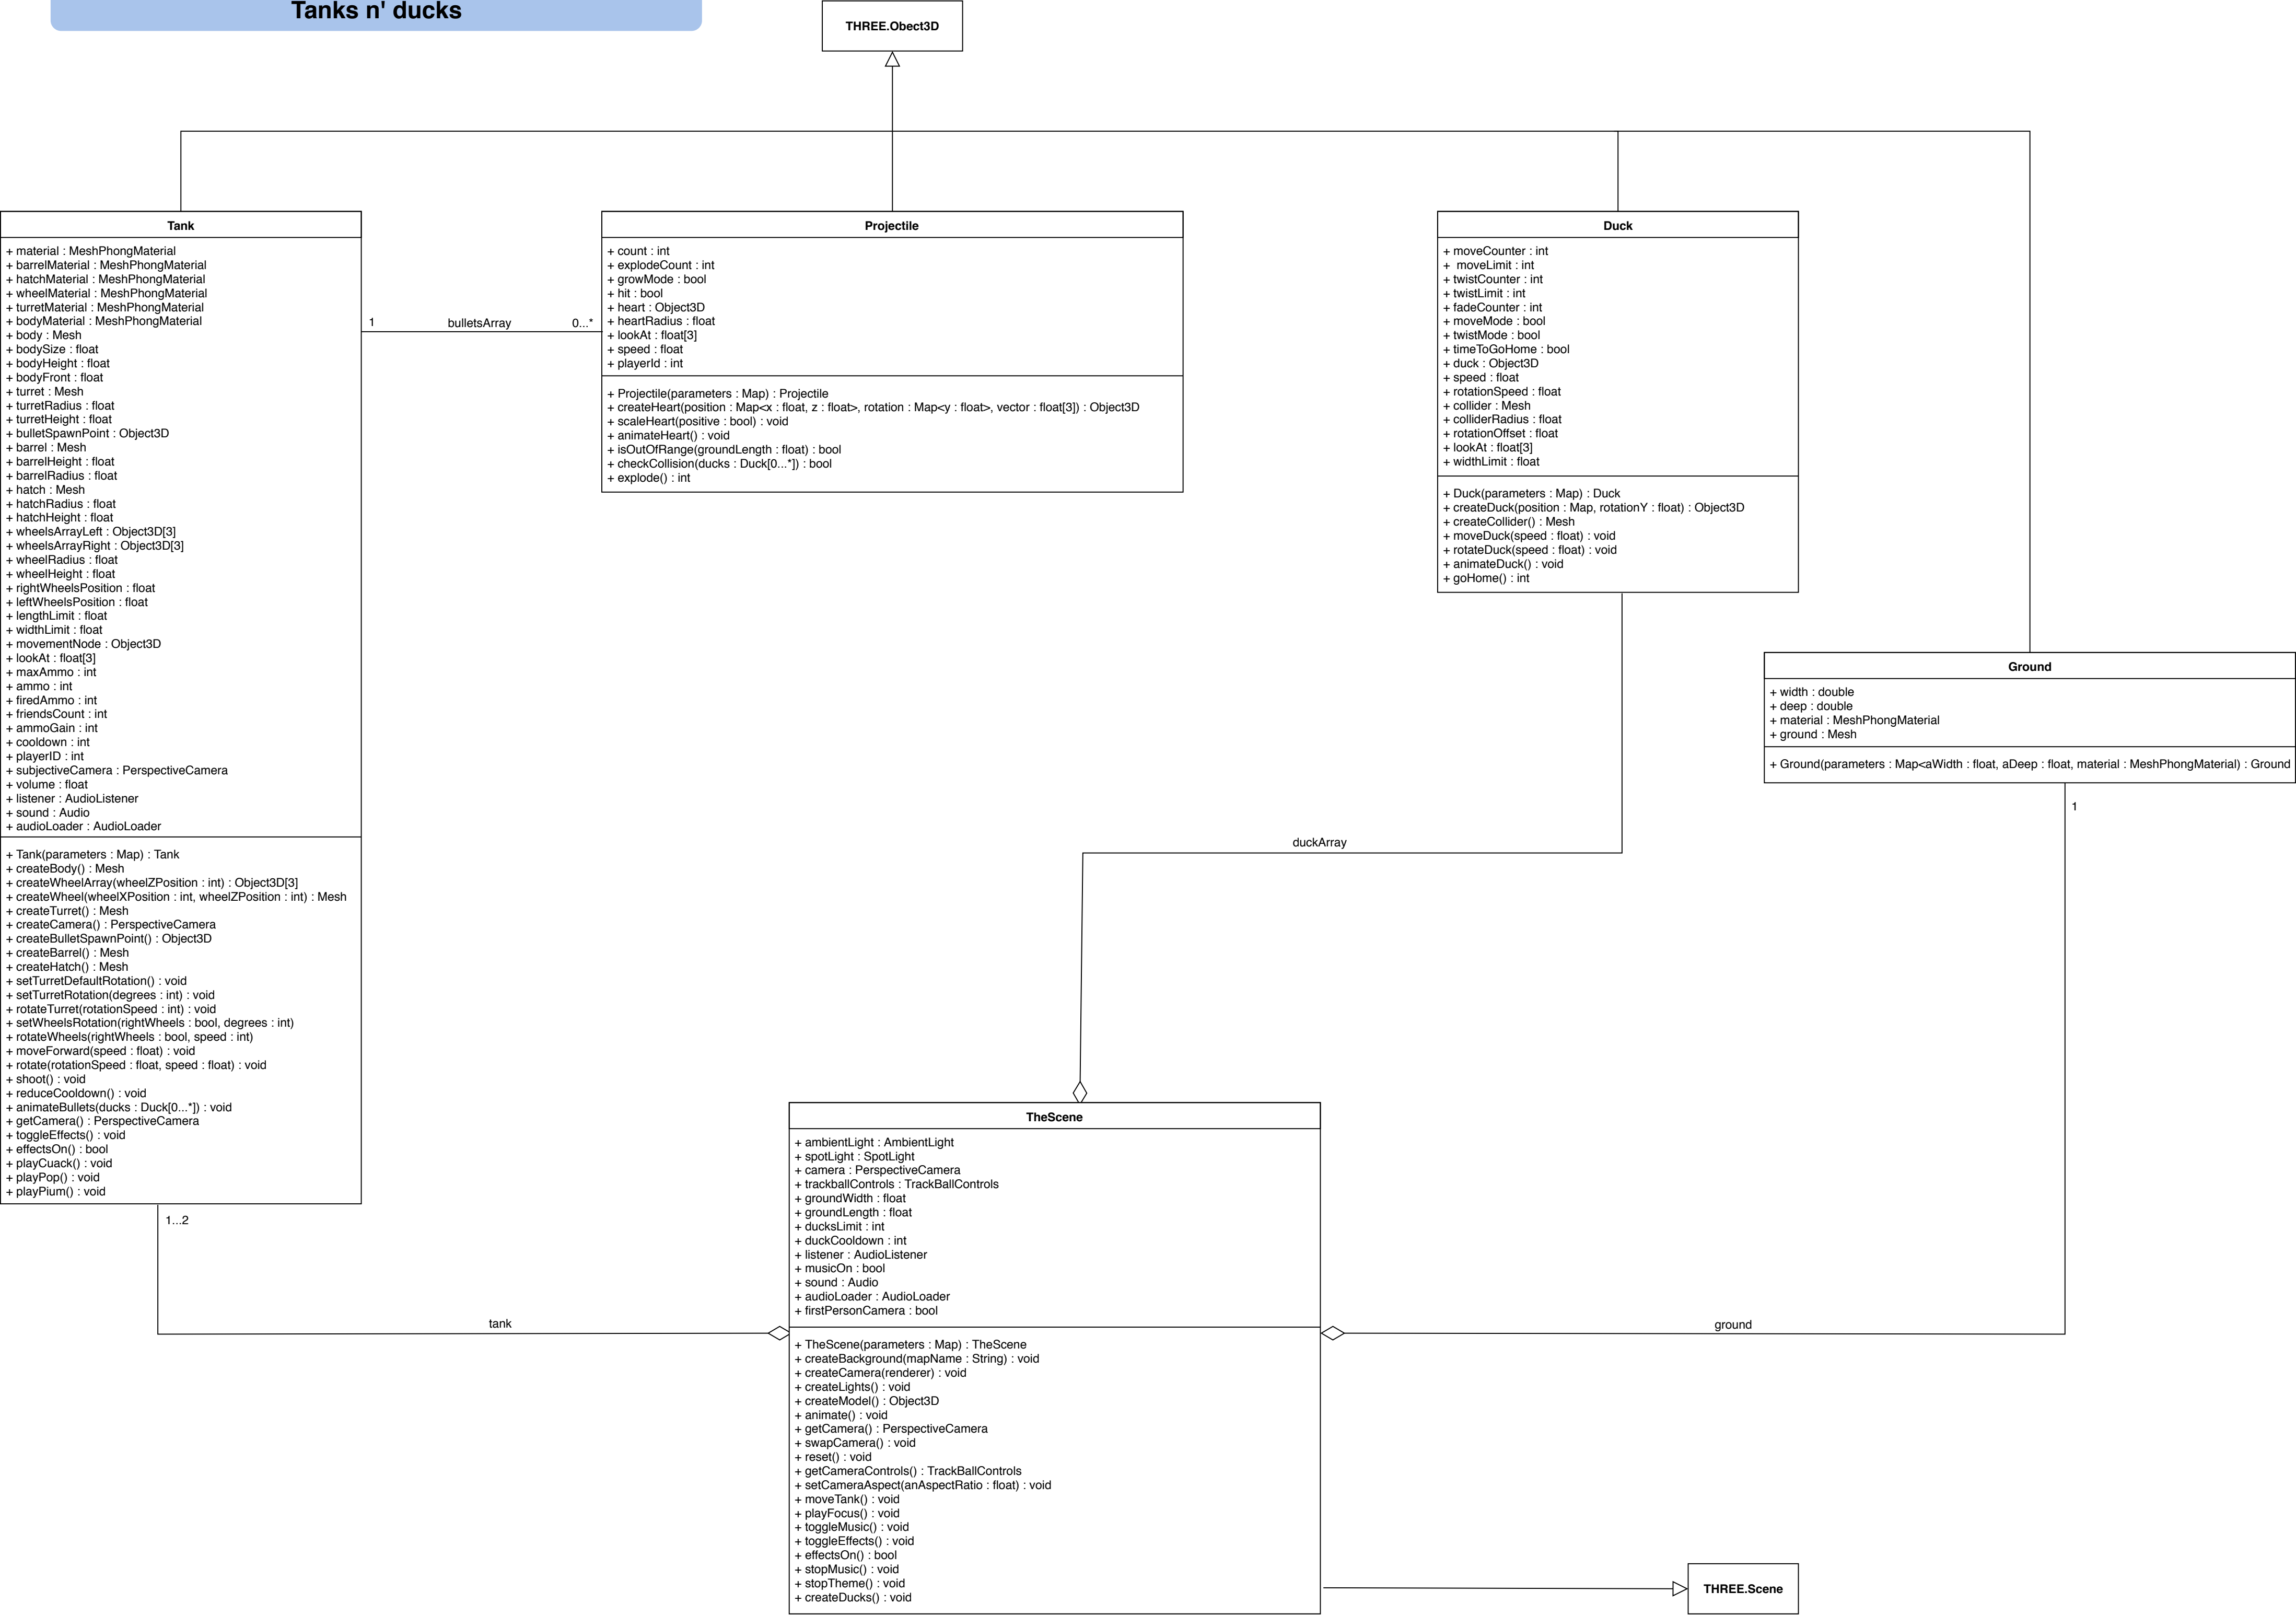 Tanks n' ducks
THREE.Obect3D
Tank
+ material : MeshPhongMaterial
+ barrelMaterial : MeshPhongMaterial
+ hatchMaterial : MeshPhongMaterial
+ wheelMaterial : MeshPhongMaterial
+ turretMaterial : MeshPhongMaterial
+ bodyMaterial : MeshPhongMaterial
+ body : Mesh
+ bodySize : float
+ bodyHeight : float
+ bodyFront : float
+ turret : Mesh
+ turretRadius : float
+ turretHeight : float
+ bulletSpawnPoint : Object3D
+ barrel : Mesh
+ barrelHeight : float
+ barrelRadius : float
+ hatch : Mesh
+ hatchRadius : float
+ hatchHeight : float
+ wheelsArrayLeft : Object3D[3]
+ wheelsArrayRight : Object3D[3]
+ wheelRadius : float
+ wheelHeight : float
+ rightWheelsPosition : float
+ leftWheelsPosition : float
+ lengthLimit : float
+ widthLimit : float
+ movementNode : Object3D
+ lookAt : float[3]
+ maxAmmo : int
+ ammo : int
+ firedAmmo : int
+ friendsCount : int
+ ammoGain : int
+ cooldown : int
+ playerID : int
+ subjectiveCamera : PerspectiveCamera
+ volume : float
+ listener : AudioListener
+ sound : Audio
+ audioLoader : AudioLoader
+ Tank(parameters : Map) : Tank
+ createBody() : Mesh
+ createWheelArray(wheelZPosition : int) : Object3D[3]
+ createWheel(wheelXPosition : int, wheelZPosition : int) : Mesh
+ createTurret() : Mesh
+ createCamera() : PerspectiveCamera
+ createBulletSpawnPoint() : Object3D
+ createBarrel() : Mesh
+ createHatch() : Mesh
+ setTurretDefaultRotation() : void
+ setTurretRotation(degrees : int) : void
+ rotateTurret(rotationSpeed : int) : void
+ setWheelsRotation(rightWheels : bool, degrees : int)
+ rotateWheels(rightWheels : bool, speed : int)
+ moveForward(speed : float) : void
+ rotate(rotationSpeed : float, speed : float) : void
+ shoot() : void
+ reduceCooldown() : void
+ animateBullets(ducks : Duck[0...*]) : void
+ getCamera() : PerspectiveCamera
+ toggleEffects() : void
+ effectsOn() : bool
+ playCuack() : void
+ playPop() : void
+ playPium() : void
1
bulletsArray
0...*
Projectile
+ count : int
+ explodeCount : int
+ growMode : bool
+ hit : bool
+ heart : Object3D
+ heartRadius : float
+ lookAt : float[3]
+ speed : float
+ playerId : int
+ Projectile(parameters : Map) : Projectile
+ createHeart(position : Map<x : float, z : float>, rotation : Map<y : float>, vector : float[3]) : Object3D
+ scaleHeart(positive : bool) : void
+ animateHeart() : void
+ isOutOfRange(groundLength : float) : bool
+ checkCollision(ducks : Duck[0...*]) : bool
+ explode() : int
Duck
+ moveCounter : int
+  moveLimit : int
+ twistCounter : int
+ twistLimit : int
+ fadeCounter : int
+ moveMode : bool
+ twistMode : bool
+ timeToGoHome : bool
+ duck : Object3D
+ speed : float
+ rotationSpeed : float
+ collider : Mesh
+ colliderRadius : float
+ rotationOffset : float
+ lookAt : float[3]
+ widthLimit : float
+ Duck(parameters : Map) : Duck
+ createDuck(position : Map, rotationY : float) : Object3D
+ createCollider() : Mesh
+ moveDuck(speed : float) : void
+ rotateDuck(speed : float) : void
+ animateDuck() : void
+ goHome() : int
Ground
+ width : double
+ deep : double
+ material : MeshPhongMaterial
+ ground : Mesh
+ Ground(parameters : Map<aWidth : float, aDeep : float, material : MeshPhongMaterial) : Ground
1
duckArray
TheScene
+ ambientLight : AmbientLight
+ spotLight : SpotLight
+ camera : PerspectiveCamera
+ trackballControls : TrackBallControls
+ groundWidth : float
+ groundLength : float
+ ducksLimit : int
+ duckCooldown : int
+ listener : AudioListener
+ musicOn : bool
+ sound : Audio
+ audioLoader : AudioLoader
+ firstPersonCamera : bool
+ TheScene(parameters : Map) : TheScene
+ createBackground(mapName : String) : void
+ createCamera(renderer) : void
+ createLights() : void
+ createModel() : Object3D
+ animate() : void
+ getCamera() : PerspectiveCamera
+ swapCamera() : void
+ reset() : void
+ getCameraControls() : TrackBallControls
+ setCameraAspect(anAspectRatio : float) : void
+ moveTank() : void
+ playFocus() : void
+ toggleMusic() : void
+ toggleEffects() : void
+ effectsOn() : bool
+ stopMusic() : void
+ stopTheme() : void
+ createDucks() : void
1...2
tank
ground
THREE.Scene